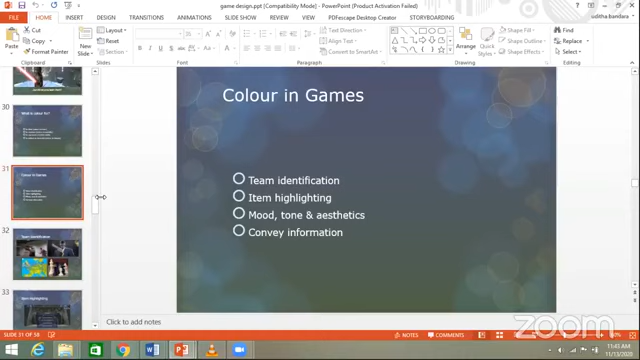 game design.ppt [Compatibility Mode] - PowerPoint (Product Activation Failed)
FILE HOME INSERT DESIGN TRANSITIONS ANIMATIONS SLIDE SHOW REVIEW VIEW PDFescape Desktop Creator STORYBOARDING
suditha bandara
Paste
Cut
Copy
Format Painter
Clipboard
New
Slide
Layout
Reset
Section
Slides
Font
Text Direction
Align Text
Convert to SmartArt
Paragraph
Arrange
Quick
Styles
Shape Fill
Shape Outline
Shape Effects
Drawing
Find
Replace
Select
Editing
30
What is colour for?
31
Colour in Games
32
Team identification
33
Item highlighting
Colour in Games
Team identification
Item highlighting
Mood, tone & aesthetics
Convey information
Click to add notes
zoom
SLIDE 31 OF 58
NOTES
COMMENTS
11:43 AM
11/13/2020